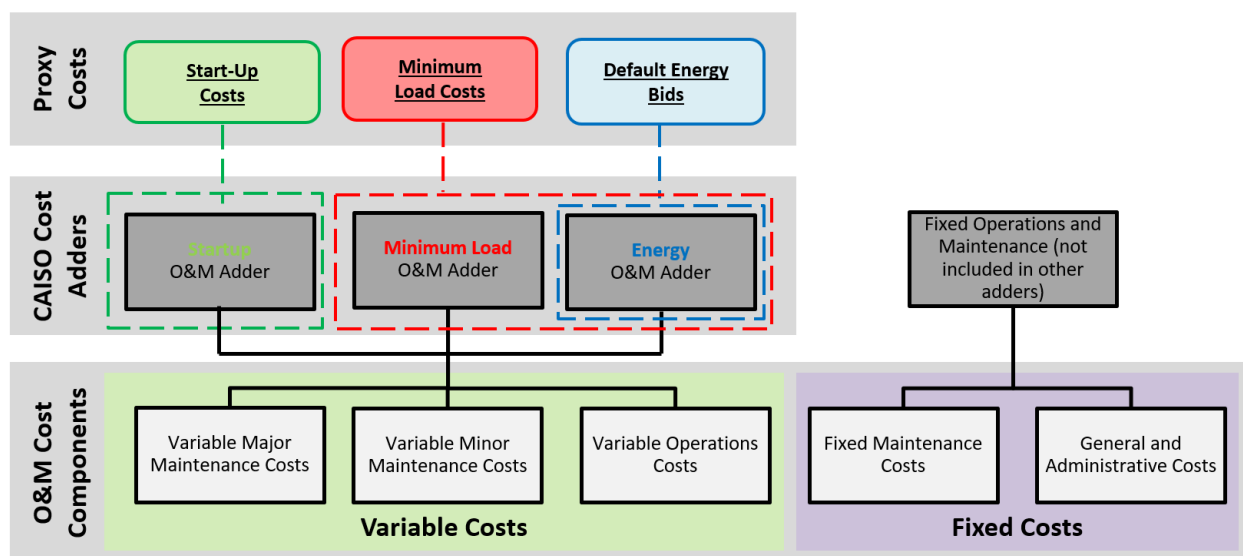 Proxy
Costs
Start-Up
Costs
Minimum
Load Costs
Default Energy
Bids
CAISO Cost
Adders
Startup
O&M Adder
Minimum Load
O&M Adder
Energy
O&M Adder
Fixed Operations and
Maintenance (not
included in other
adders)
O&M Cost
Components
Variable Major
Maintenance Costs
Variable Minor
Maintenance Costs
Variable Operations
Costs
Fixed Maintenance
Costs
General and
Administrative Costs
Variable Costs
Fixed Costs